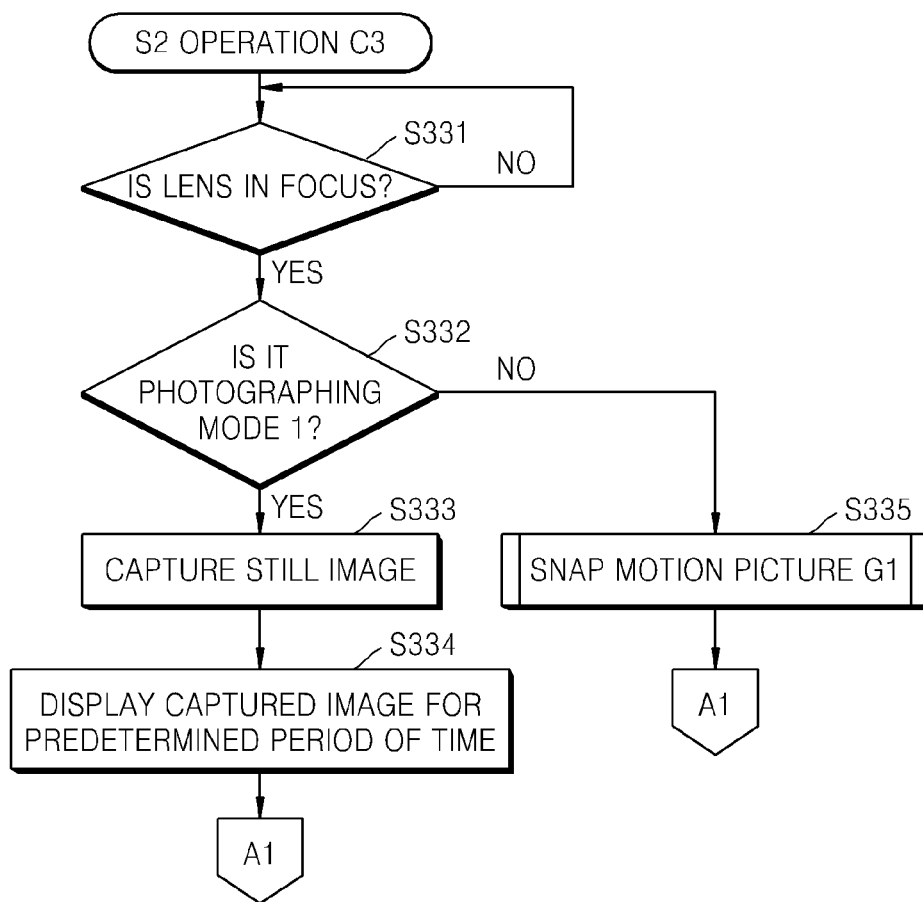 S2 OPERATION C3
S331
IS LENS IN FOCUS?
NO
YES
S332
IS IT
PHOTOGRAPHING
MODE 1?
NO
YES
S333
CAPTURE STILL IMAGE
S335
SNAP MOTION PICTURE G1
S334
DISPLAY CAPTURED IMAGE FOR
PREDETERMINED PERIOD OF TIME
A1
A1